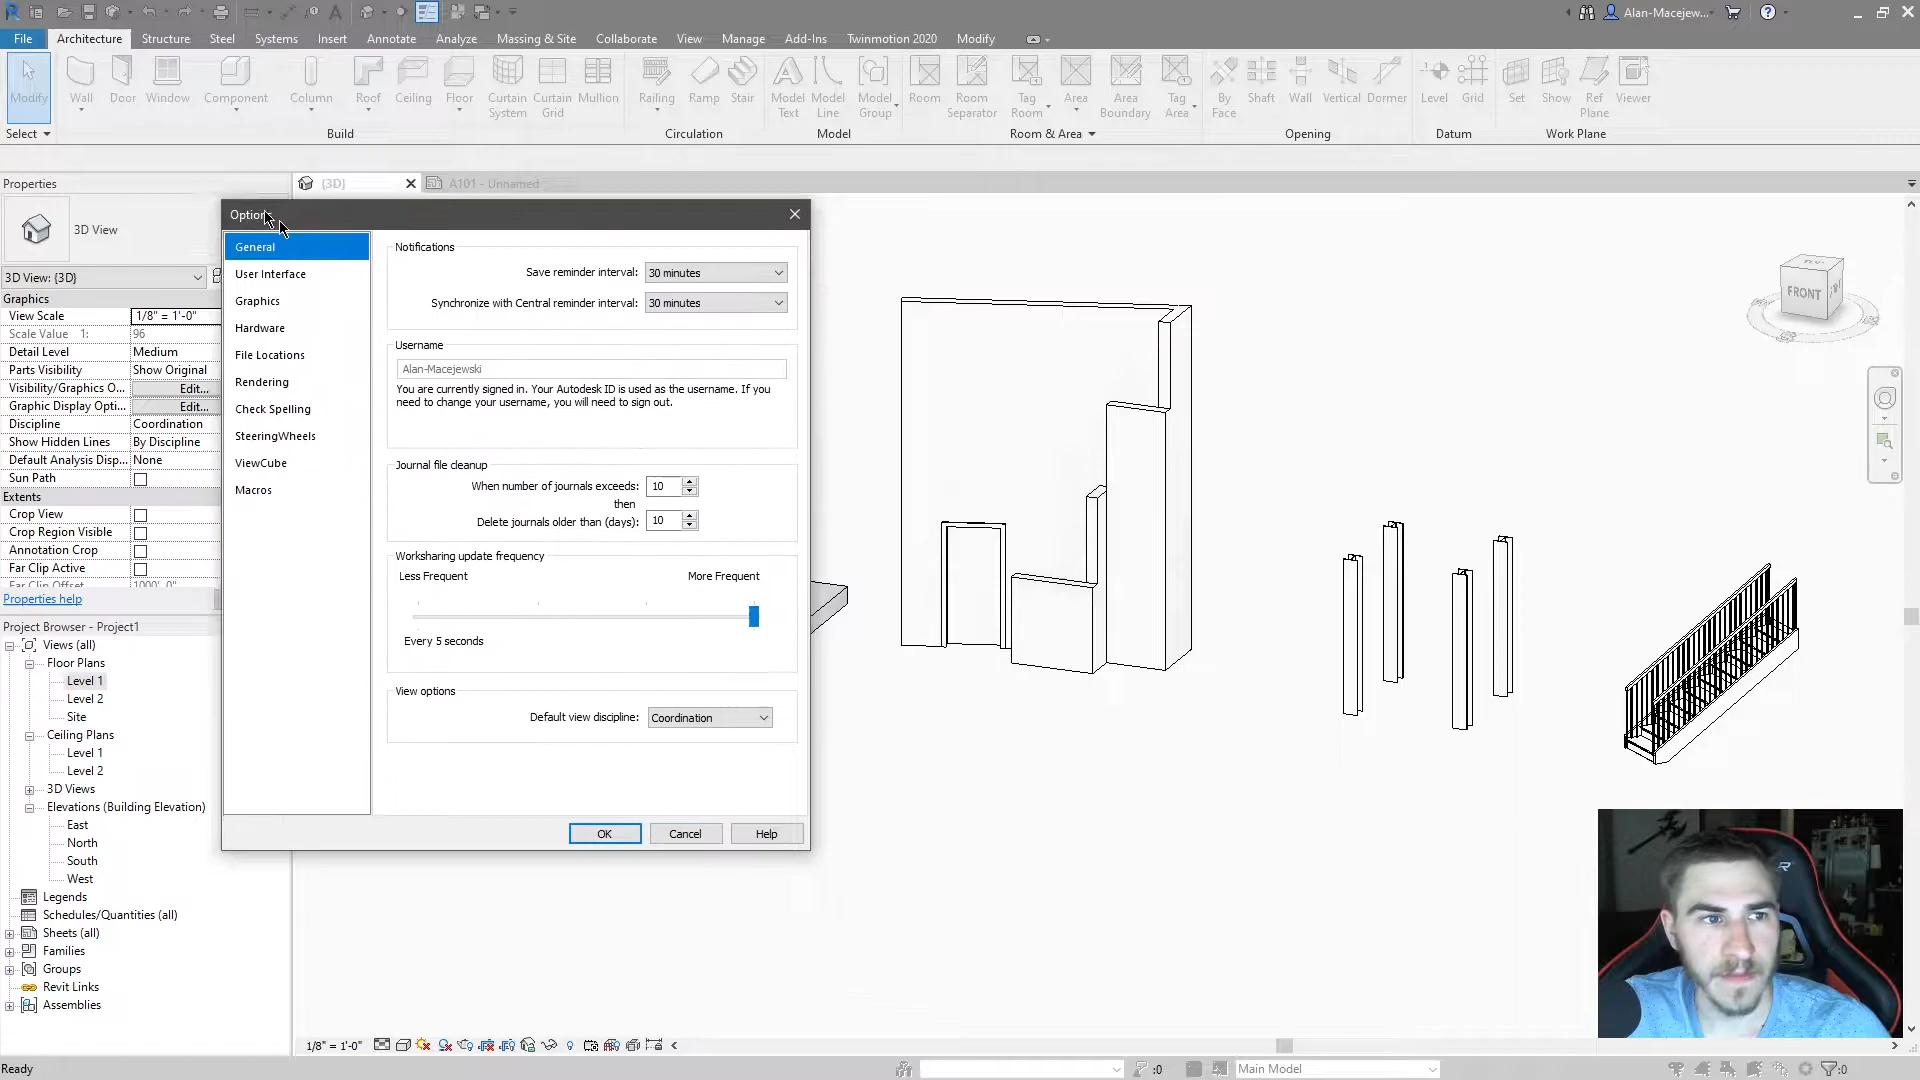 Alan-Macejew...
File
Architecture
Structure
Steel
Systems
Insert
Annotate
Analyze
Massing & Site
Collaborate
View
Manage
Add-Ins
Twinmotion 2020
Modify
Modify
Wall
Door
Window
Component
Column
Roof
Ceiling
Floor
Curtain
System
Curtain
Grid
Mullion
Railing
Ramp
Stair
Model
Text
Model
Line
Model
Group
Room
Room
Separator
Tag
Room
Area
Area
Boundary
Tag
Area
By
Face
Shaft
Wall
Vertical
Dormer
Level
Grid
Set
Show
Ref
Plane
Viewer
Select
Build
Circulation
Model
Room & Area
Opening
Datum
Work Plane
Properties
{3D}
A101 - Unnamed
3D View
3D View: {3D}
Graphics
View Scale 1/8" = 1'-0"
Scale Value 1: 96
Detail Level Medium
Parts Visibility Show Original
Visibility/Graphics O... Edit...
Graphic Display Opti... Edit...
Discipline Coordination
Show Hidden Lines By Discipline
Default Analysis Disp... None
Sun Path
Extents
Crop View
Crop Region Visible
Annotation Crop
Far Clip Active
Far Clip Offset 1000' 0"
Properties help
Project Browser - Project1
Views (all)
Floor Plans
Level 1
Level 2
Site
Ceiling Plans
Level 1
Level 2
3D Views
Elevations (Building Elevation)
East
North
South
West
Legends
Schedules/Quantities (all)
Sheets (all)
Families
Groups
Revit Links
Assemblies
Options
General
User Interface
Graphics
Hardware
File Locations
Rendering
Check Spelling
SteeringWheels
ViewCube
Macros
Notifications
Save reminder interval: 30 minutes
Synchronize with Central reminder interval: 30 minutes
Username
Alan-Macejewski
You are currently signed in. Your Autodesk ID is used as the username. If you
need to change your username, you will need to sign out.
Journal file cleanup
When number of journals exceeds: 10
then
Delete journals older than (days): 10
Worksharing update frequency
Less Frequent More Frequent
Every 5 seconds
View options
Default view discipline: Coordination
OK Cancel Help
FRONT
1/8" = 1'-0"
Ready
:0
Main Model
:0